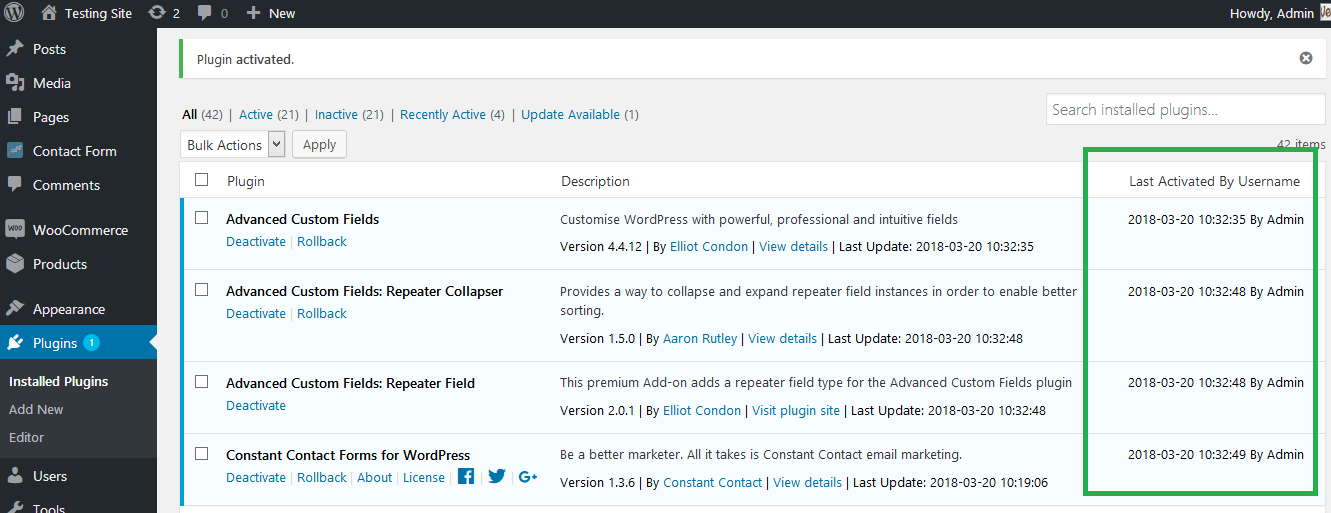 Testing Site 2 0 New Howdy, Admin
Posts
Media
Pages
Contact Form
Comments
WOO WooCommerce
Products
Appearance
Plugins 1
Installed Plugins
Add New
Editor
Users
Tools
Plugin activated.
All (42) | Active (21) | Inactive (21) | Recently Active (4) | Update Available (1)
Search installed plugins...
Bulk Actions Apply
42 items
Plugin Description Last Activated By Username
Advanced Custom Fields
Deactivate | Rollback
Customise WordPress with powerful, professional and intuitive fields
Version 4.4.12 | By Elliot Condon | View details | Last Update: 2018-03-20 10:32:35
2018-03-20 10:32:35 By Admin
Advanced Custom Fields: Repeater Collapser
Deactivate | Rollback
Provides a way to collapse and expand repeater field instances in order to enable better
sorting.
Version 1.5.0 | By Aaron Rutley | View details | Last Update: 2018-03-20 10:32:48
2018-03-20 10:32:48 By Admin
Advanced Custom Fields: Repeater Field
Deactivate
This premium Add-on adds a repeater field type for the Advanced Custom Fields plugin
Version 2.0.1 | By Elliot Condon | Visit plugin site | Last Update: 2018-03-20 10:32:48
2018-03-20 10:32:48 By Admin
Constant Contact Forms for WordPress
Deactivate | Rollback | About | License | | | G+
Be a better marketer. All it takes is Constant Contact email marketing.
Version 1.3.6 | By Constant Contact | View details | Last Update: 2018-03-20 10:19:06
2018-03-20 10:32:49 By Admin